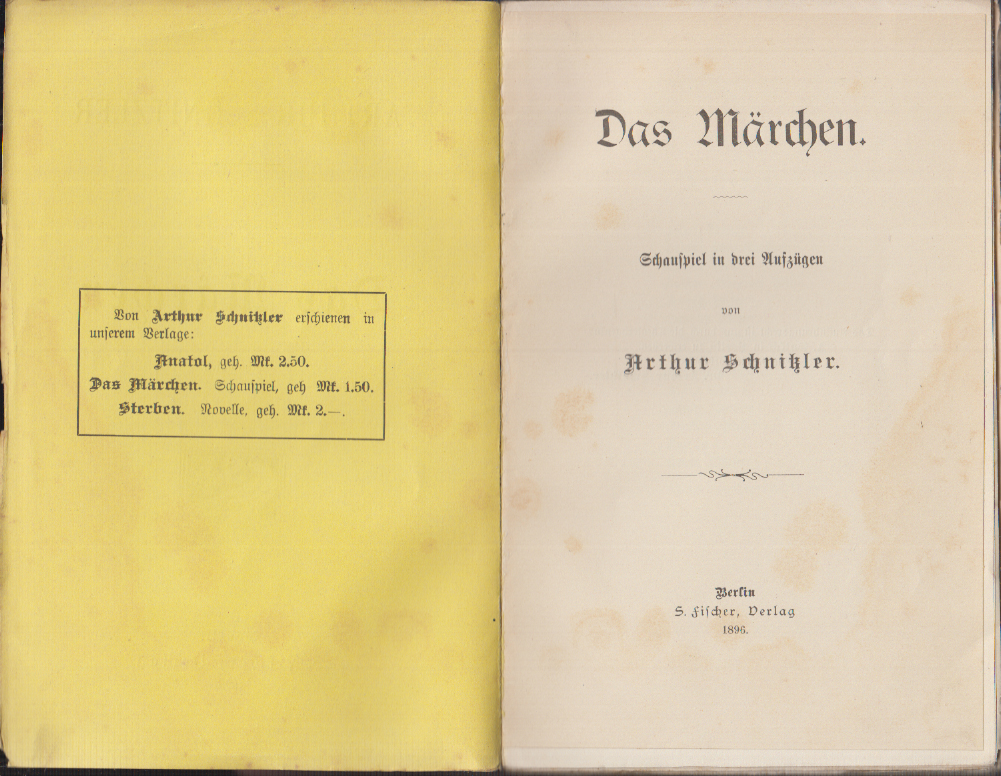 Von Arthur Schnitzler erschienen in
unserem Verlage:
Anatol, geh. Mk. 2.50.
Das Märchen. Schauspiel, geh Mk. 1.50.
Sterben. Novelle, geh. Mk. 2.—.
Das Märchen.
Schauspiel in drei Aufzügen
von
Arthur Schnitzler.
Berlin
S. Fischer, Verlag
1896.